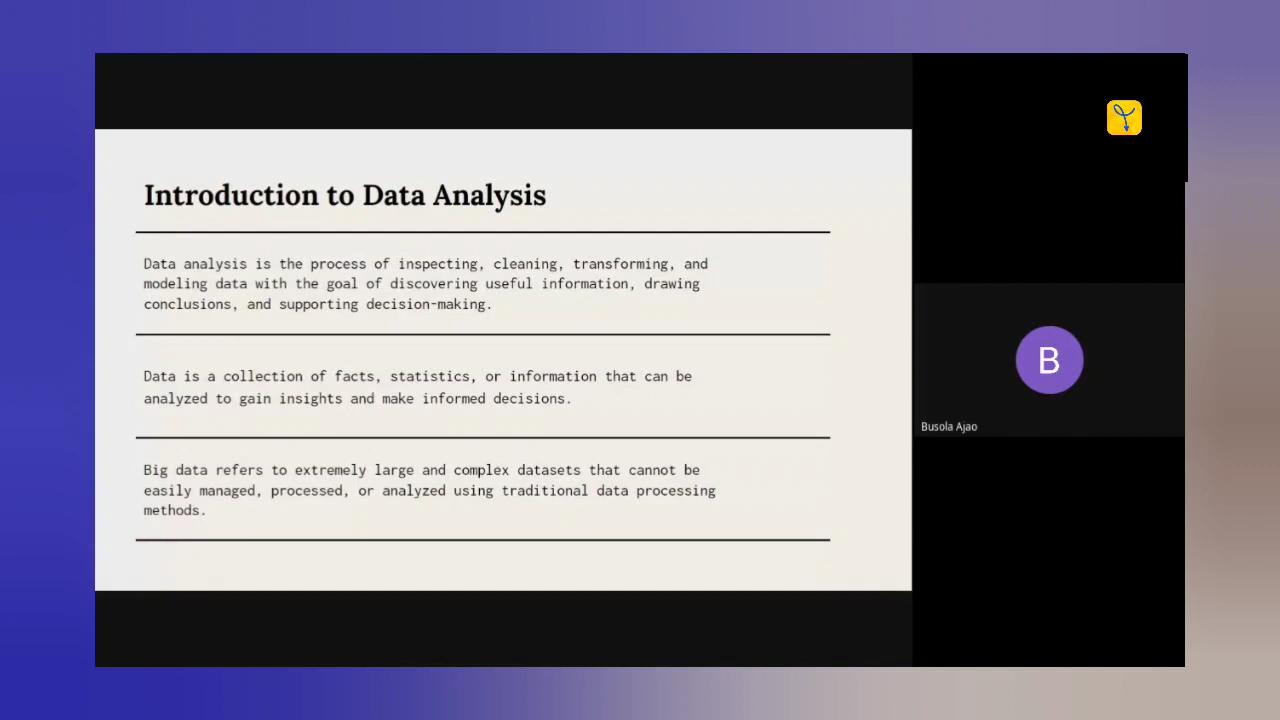 Introduction to Data Analysis
Data analysis is the process of inspecting, cleaning, transforming, and
modeling data with the goal of discovering useful information, drawing
conclusions, and supporting decision-making.
Data is a collection of facts, statistics, or information that can be
analyzed to gain insights and make informed decisions.
Big data refers to extremely large and complex datasets that cannot be
easily managed, processed, or analyzed using traditional data processing
methods.
B
Busola Ajao